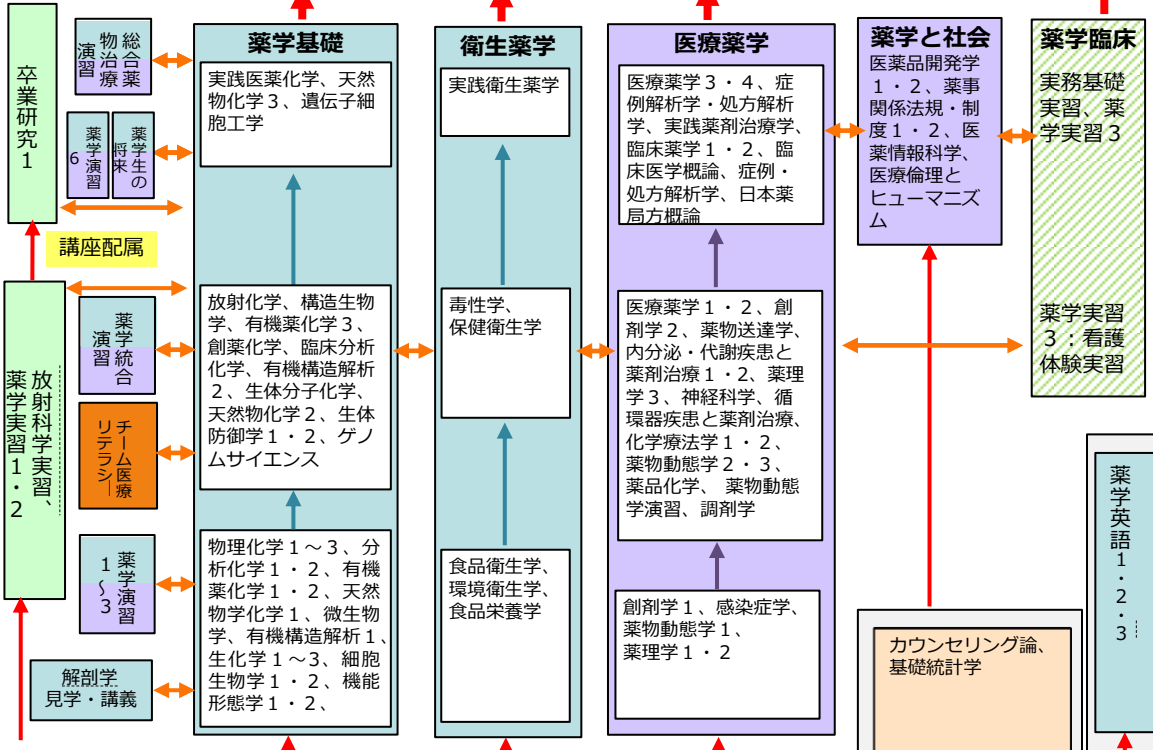 卒業研究1
講座配属
放射科学実習、
薬学実習1・2
総合薬
物治療
演習
薬学生の
将来
薬学演習
6
薬学統合
演習
チーム医療
リテラシー
薬学演習
1～3
解剖学
見学・講義
薬学基礎
実践医薬化学、天然
物化学3、遺伝子細
胞工学
放射化学、構造生物
学、有機薬化学3、
創薬化学、臨床分析
化学、有機構造解析
2、生体分子化学、
天然物化学2、生体
防御学1・2、ゲノ
ムサイエンス
物理化学1～3、分
析化学1・2、有機
薬化学1・2、天然
物学化学1、微生物
学、有機構造解析1、
生化学1～3、細胞
生物学1・2、機能
形態学1・2、
衛生薬学
実践衛生薬学
毒性学、
保健衛生学
食品衛生学、
環境衛生学、
食品栄養学
医療薬学
医療薬学3・4、症
例解析学・処方解析
学、実践薬剤治療学、
臨床薬学1・2、臨
床医学概論、症例・
処方解析学、日本薬
局方概論
医療薬学1・2、創
剤学2、薬物送達学、
内分泌・代謝疾患と
薬剤治療1・2、薬理
学3、神経科学、循
環器疾患と薬剤治療、
化学療法学1・2、
薬物動態学2・3、
薬品化学、 薬物動態
学演習、調剤学
創剤学1、感染症学、
薬物動態学1、
薬理学1・2
薬学と社会
医薬品開発学
1・2、薬事
関係法規・制
度1・2、医
薬情報科学、
医療倫理と
ヒューマニズ
ム
カウンセリング論、
基礎統計学
薬学臨床
実務基礎
実習、薬
学実習3
薬学実習
3：看護
体験実習
薬学英語1・2・3